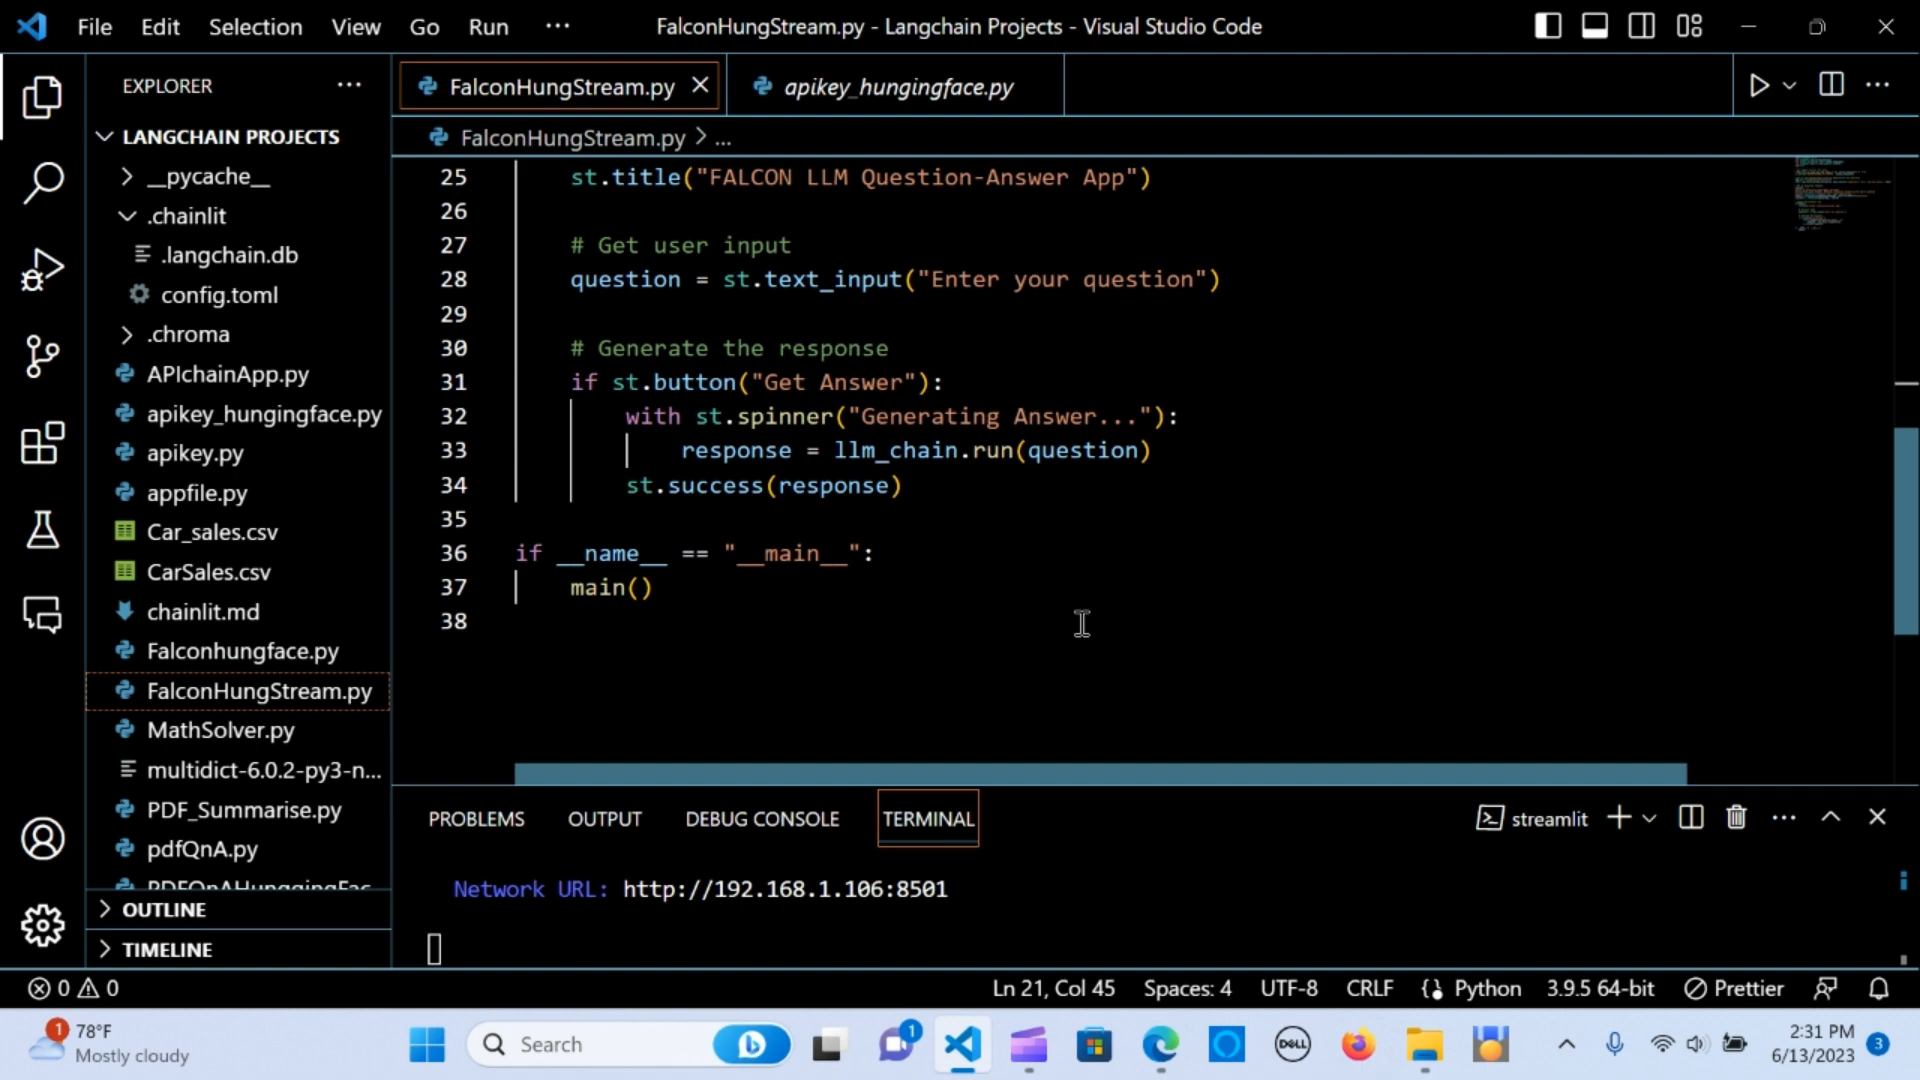 File Edit Selection View Go Run ...
FalconHungStream.py - Langchain Projects - Visual Studio Code
EXPLORER
LANGCHAIN PROJECTS
__pycache__
.chainlit
.langchain.db
config.toml
.chroma
APIchainApp.py
apikey_hungingface.py
apikey.py
appfile.py
Car_sales.csv
CarSales.csv
chainlit.md
Falconhungface.py
FalconHungStream.py
MathSolver.py
multidict-6.0.2-py3-n...
PDF_Summarise.py
pdfQnA.py
OUTLINE
TIMELINE
FalconHungStream.py
apikey_hungingface.py
FalconHungStream.py > ...
25 st.title("FALCON LLM Question-Answer App")
26
27 # Get user input
28 question = st.text_input("Enter your question")
29
30 # Generate the response
31 if st.button("Get Answer"):
32 with st.spinner("Generating Answer..."):
33 response = llm_chain.run(question)
34 st.success(response)
35
36 if __name__ == "__main__":
37 main()
38
PROBLEMS OUTPUT DEBUG CONSOLE TERMINAL
streamlit
Network URL: http://192.168.1.106:8501
0 0
Ln 21, Col 45 Spaces: 4 UTF-8 CRLF Python 3.9.5 64-bit Prettier
1
78°F
Mostly cloudy
Search
1
DELL
2:31 PM
6/13/2023
3